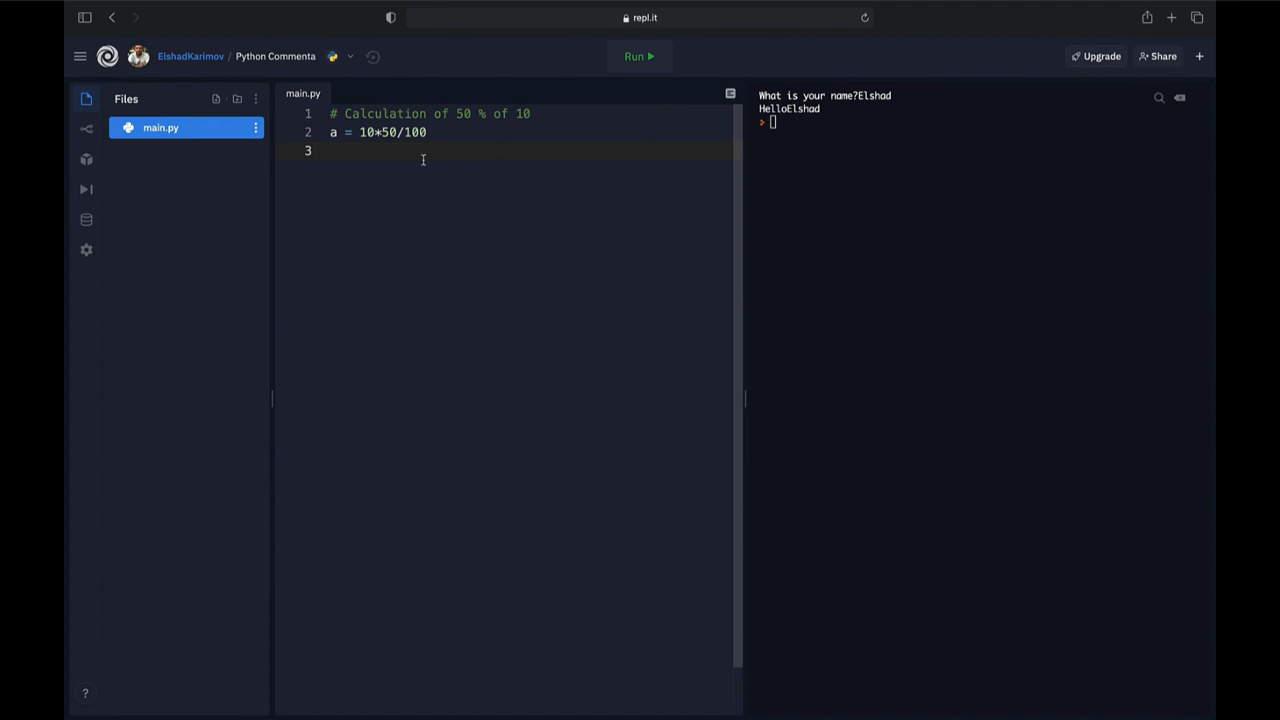 repl.it
ElshadKarimov / Python Commenta
Run
Upgrade
Share
Files
main.py
main.py
1 # Calculation of 50 % of 10
2 a = 10*50/100
3
What is your name?Elshad
HelloElshad
>
?